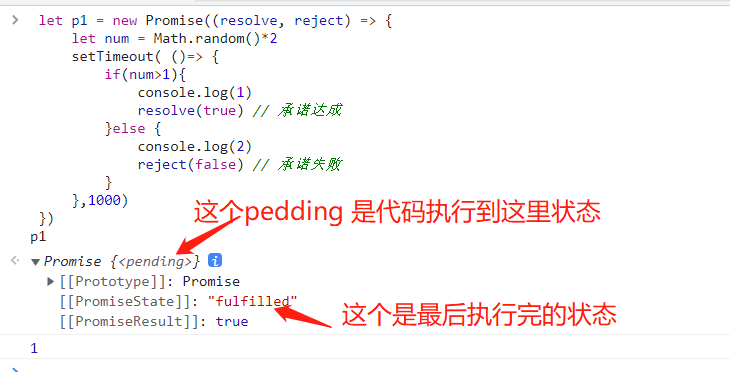 let p1 = new Promise((resolve, reject) => {
let num = Math.random()*2
setTimeout( ()=> {
if(num>1){
console.log(1)
resolve(true) // 承诺达成
}else {
console.log(2)
reject(false) // 承诺失败
}
},1000)
})
这个pedding 是代码执行到这里状态
p1
Promise {<pending>}
[[Prototype]]: Promise
[[PromiseState]]: "fulfilled"
这个是最后执行完的状态
[[PromiseResult]]: true
1